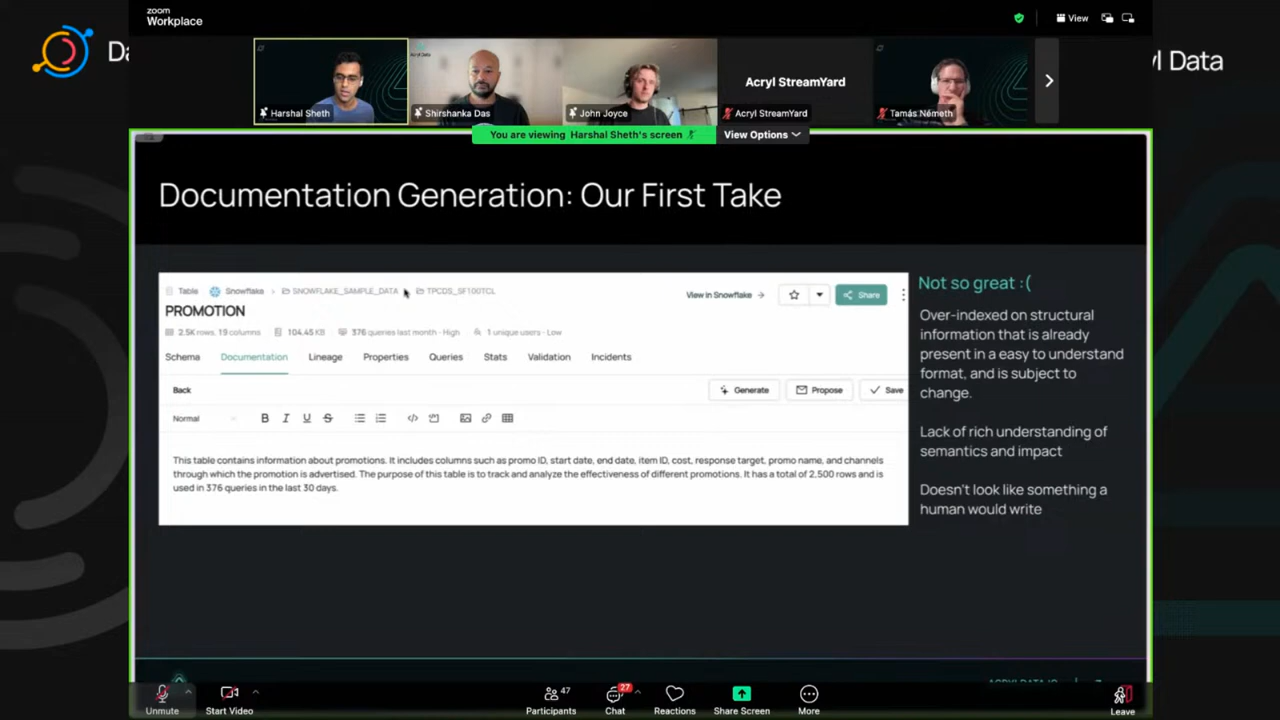 zoom
Workplace
View
Da
yl Data
Harshal Sheth
Acryl Data
Shirshanka Das
John Joyce
Acryl StreamYard
Acryl StreamYard
Tamás Németh
You are viewing Harshal Sheth's screen
View Options
Documentation Generation: Our First Take
Table Snowflake > SNOWFLAKE_SAMPLE_DATA TPCDS_SF100TCL
PROMOTION
View in Snowflake
Share
2.5K rows, 19 columns 104.45 KB 376 queries last month - High 1 unique users - Low
Schema Documentation Lineage Properties Queries Stats Validation Incidents
Back
Generate
Propose
Save
Normal
B I U S
This table contains information about promotions. It includes columns such as promo ID, start date, end date, item ID, cost, response target, promo name, and channels
through which the promotion is advertised. The purpose of this table is to track and analyze the effectiveness of different promotions. It has a total of 2,500 rows and is
used in 376 queries in the last 30 days.
Not so great :(
Over-indexed on structural
information that is already
present in a easy to understand
format, and is subject to
change.
Lack of rich understanding of
semantics and impact
Doesn't look like something a
human would write
Unmute
Start Video
Participants
47
Chat
27
Reactions
Share Screen
More
Leave